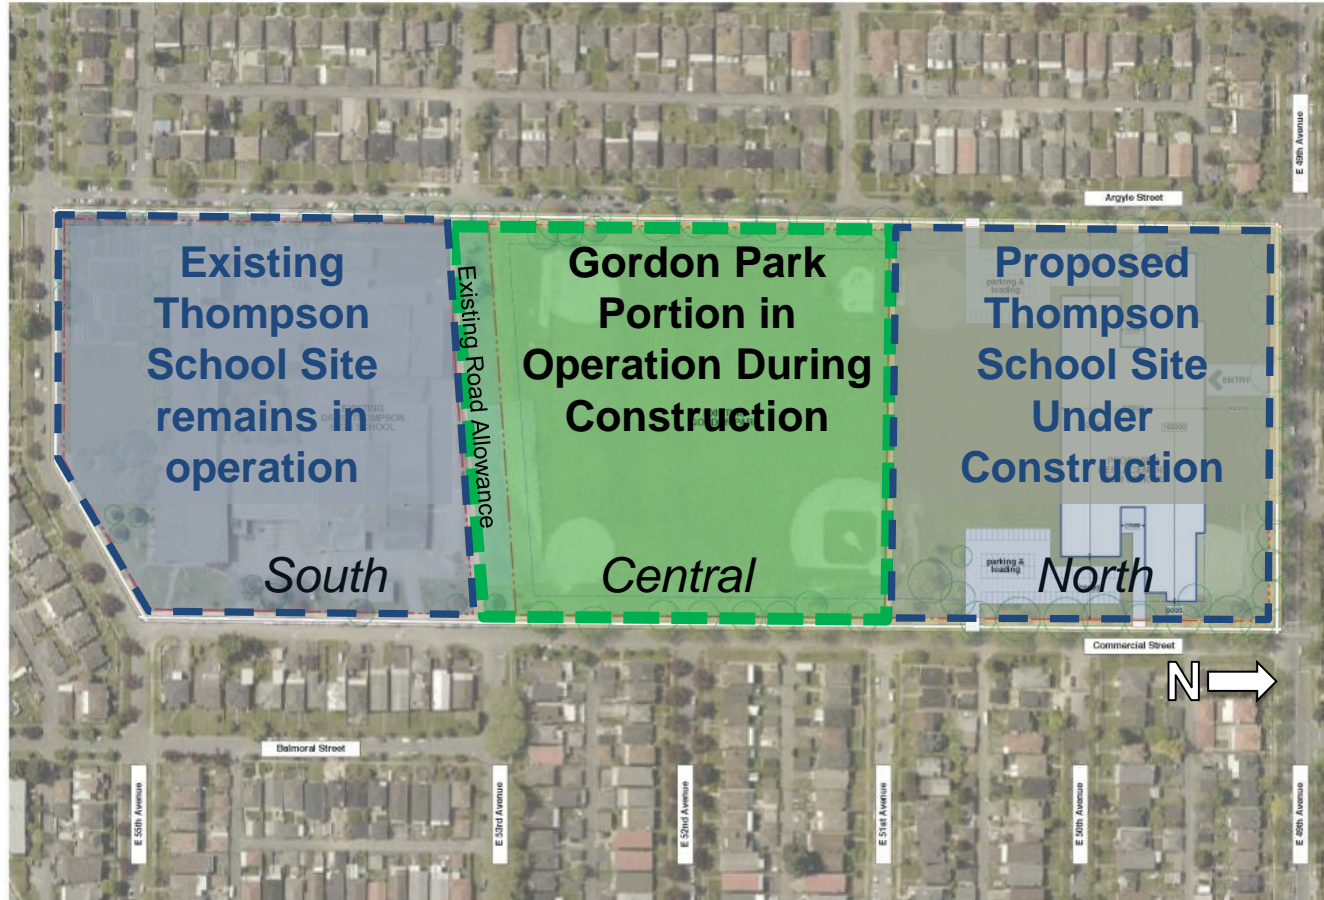 E 49th Avenue
Argyle Street
Existing
Thompson
School Site
remains in
operation
Existing Road Allowance
Gordon Park
Portion in
Operation During
Construction
Proposed
Thompson
School Site
Under
Construction
parking &
loading
ENTRY
EXISTING
SCHOOL
parking &
loading
South
Central
North
Commercial Street
N
Balmoral Street
E 55th Avenue
E 53rd Avenue
E 52nd Avenue
E 51st Avenue
E 50th Avenue
E 49th Avenue